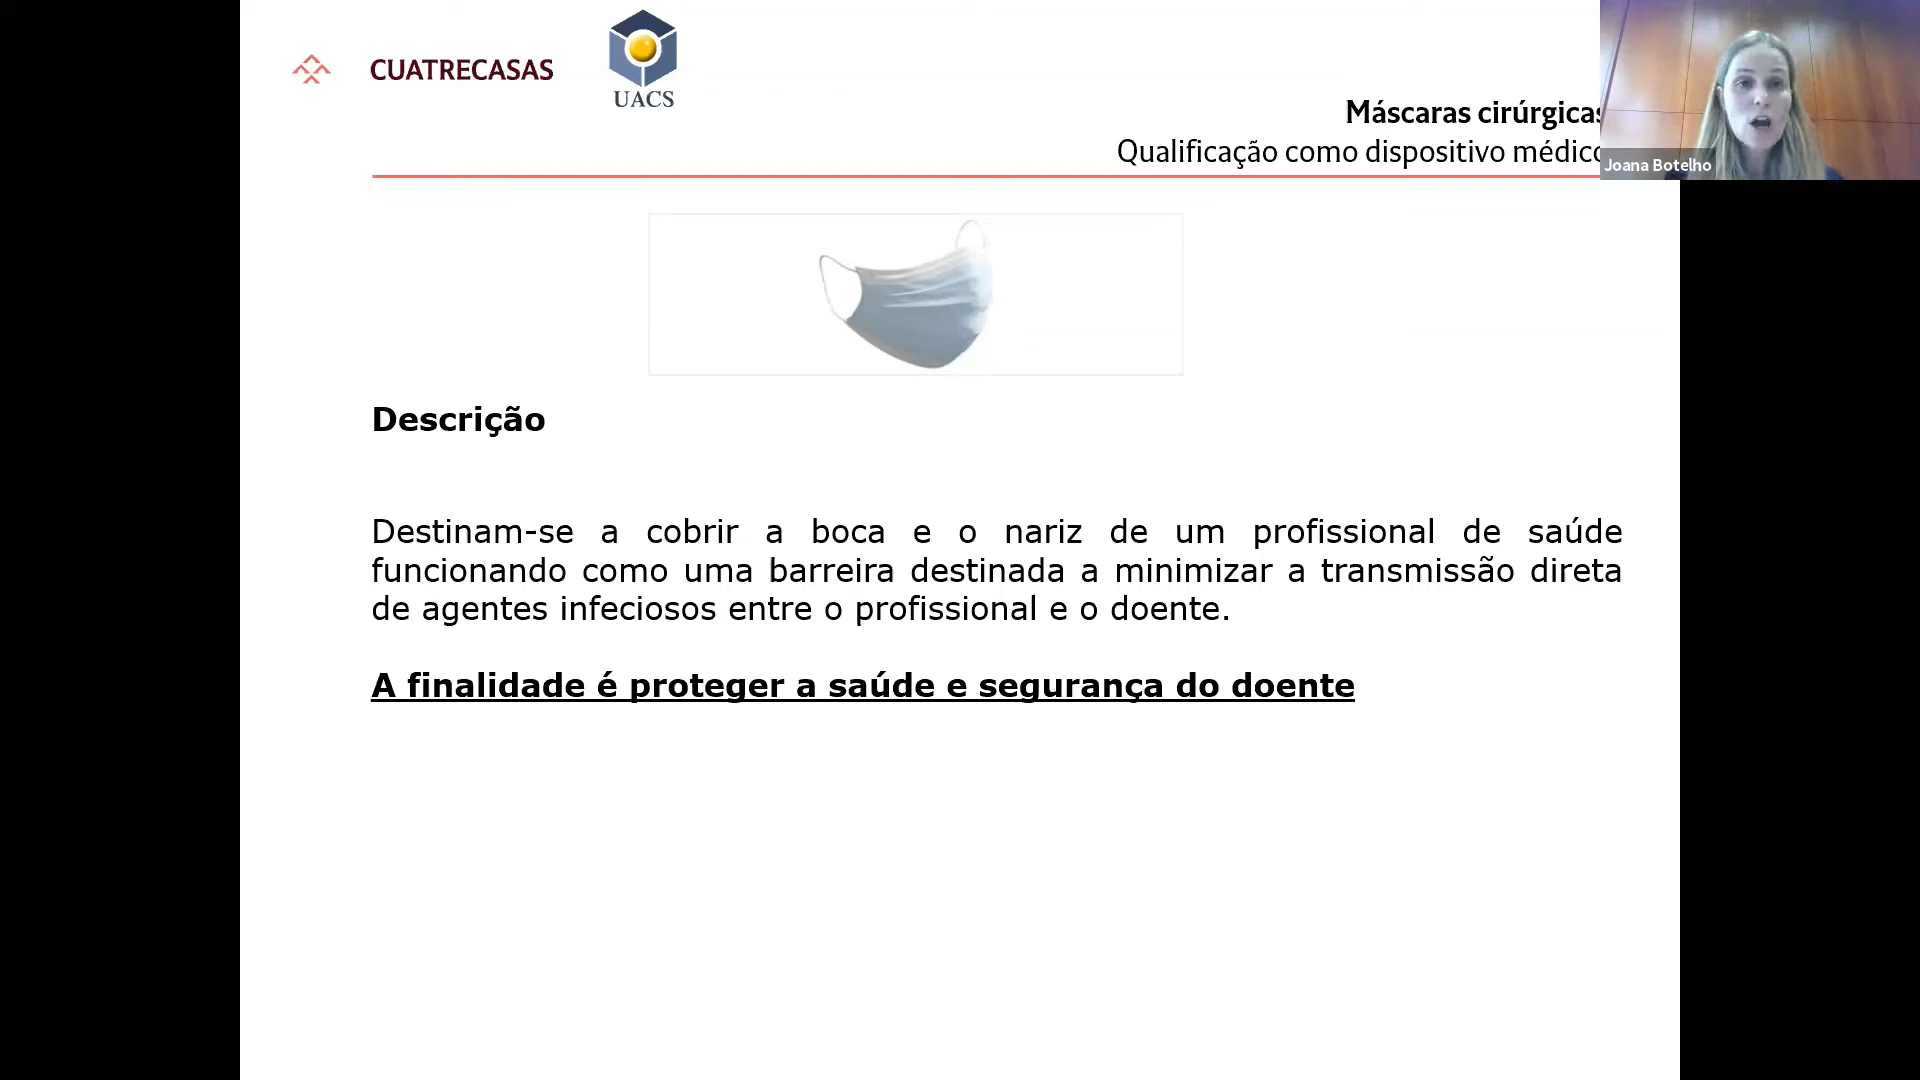 CUATRECASAS
UACS
Máscaras cirúrgicas
Qualificação como dispositivo médico
Joana Botelho
Descrição
Destinam-se a cobrir a boca e o nariz de um profissional de saúde
funcionando como uma barreira destinada a minimizar a transmissão direta
de agentes infeciosos entre o profissional e o doente.
A finalidade é proteger a saúde e segurança do doente